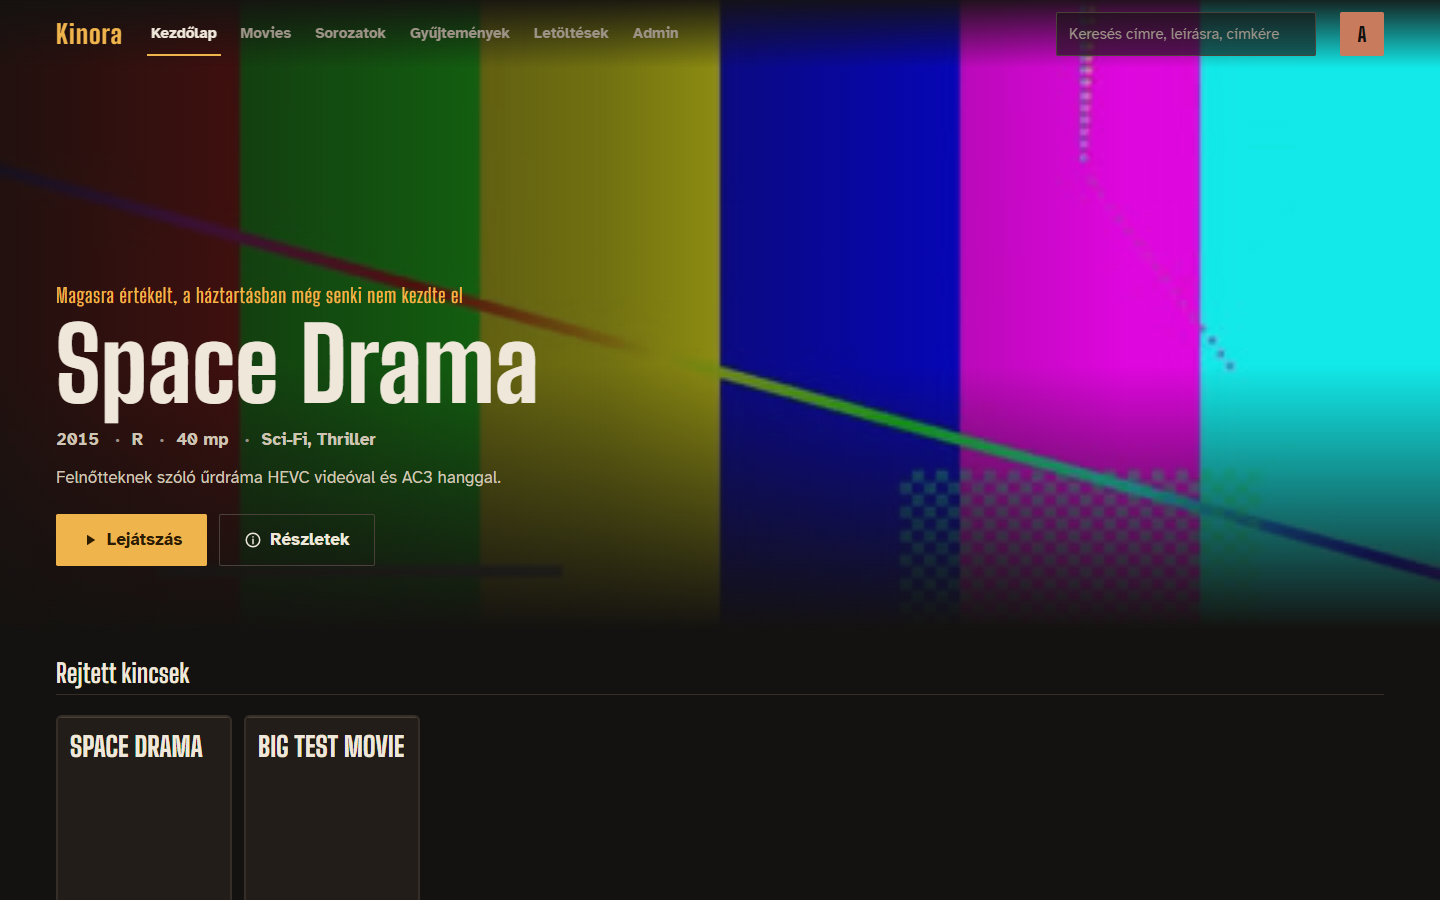 Kinora Kezdőlap Movies Sorozatok Gyűjtemények Letöltések Admin Keresés címre, leírásra, címkére A
Magasra értékelt, a háztartásban még senki nem kezdte el
Space Drama
2015 · R · 40 mp · Sci-Fi, Thriller
Felnőtteknek szóló űrdráma HEVC videóval és AC3 hanggal.
Lejátszás Részletek
Rejtett kincsek
SPACE DRAMA BIG TEST MOVIE